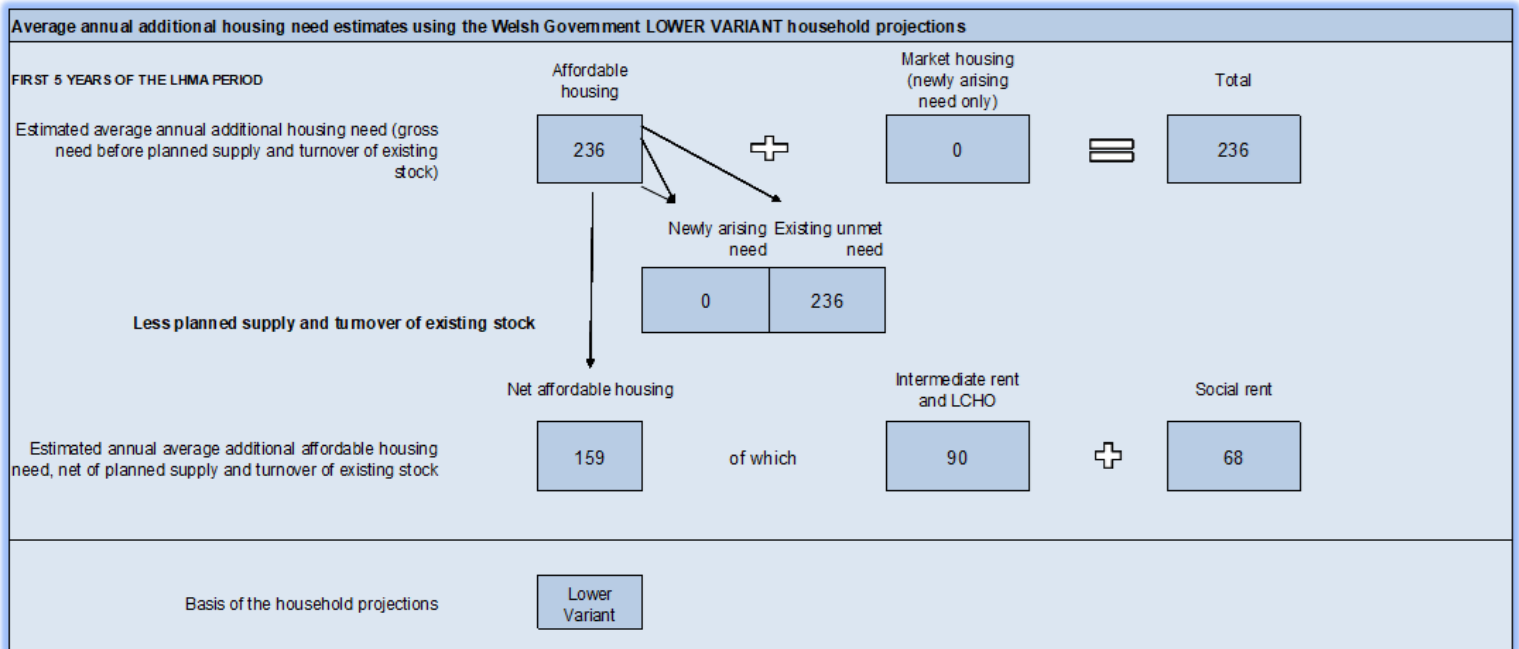 Average annual additional housing need estimates using the Welsh Government LOWER VARIANT household projections
FIRST 5 YEARS OF THE LHMA PERIOD
Affordable
housing
Market housing
(newly arising
need only)
Total
Estimated average annual additional housing need (gross
need before planned supply and turnover of existing
stock)
236
0
236
Newly arising
need
Existing unmet
need
0
236
Less planned supply and turnover of existing stock
Net affordable housing
Intermediate rent
and LCHO
Social rent
Estimated annual average additional affordable housing
need, net of planned supply and turnover of existing stock
159
of which
90
68
Basis of the household projections
Lower
Variant